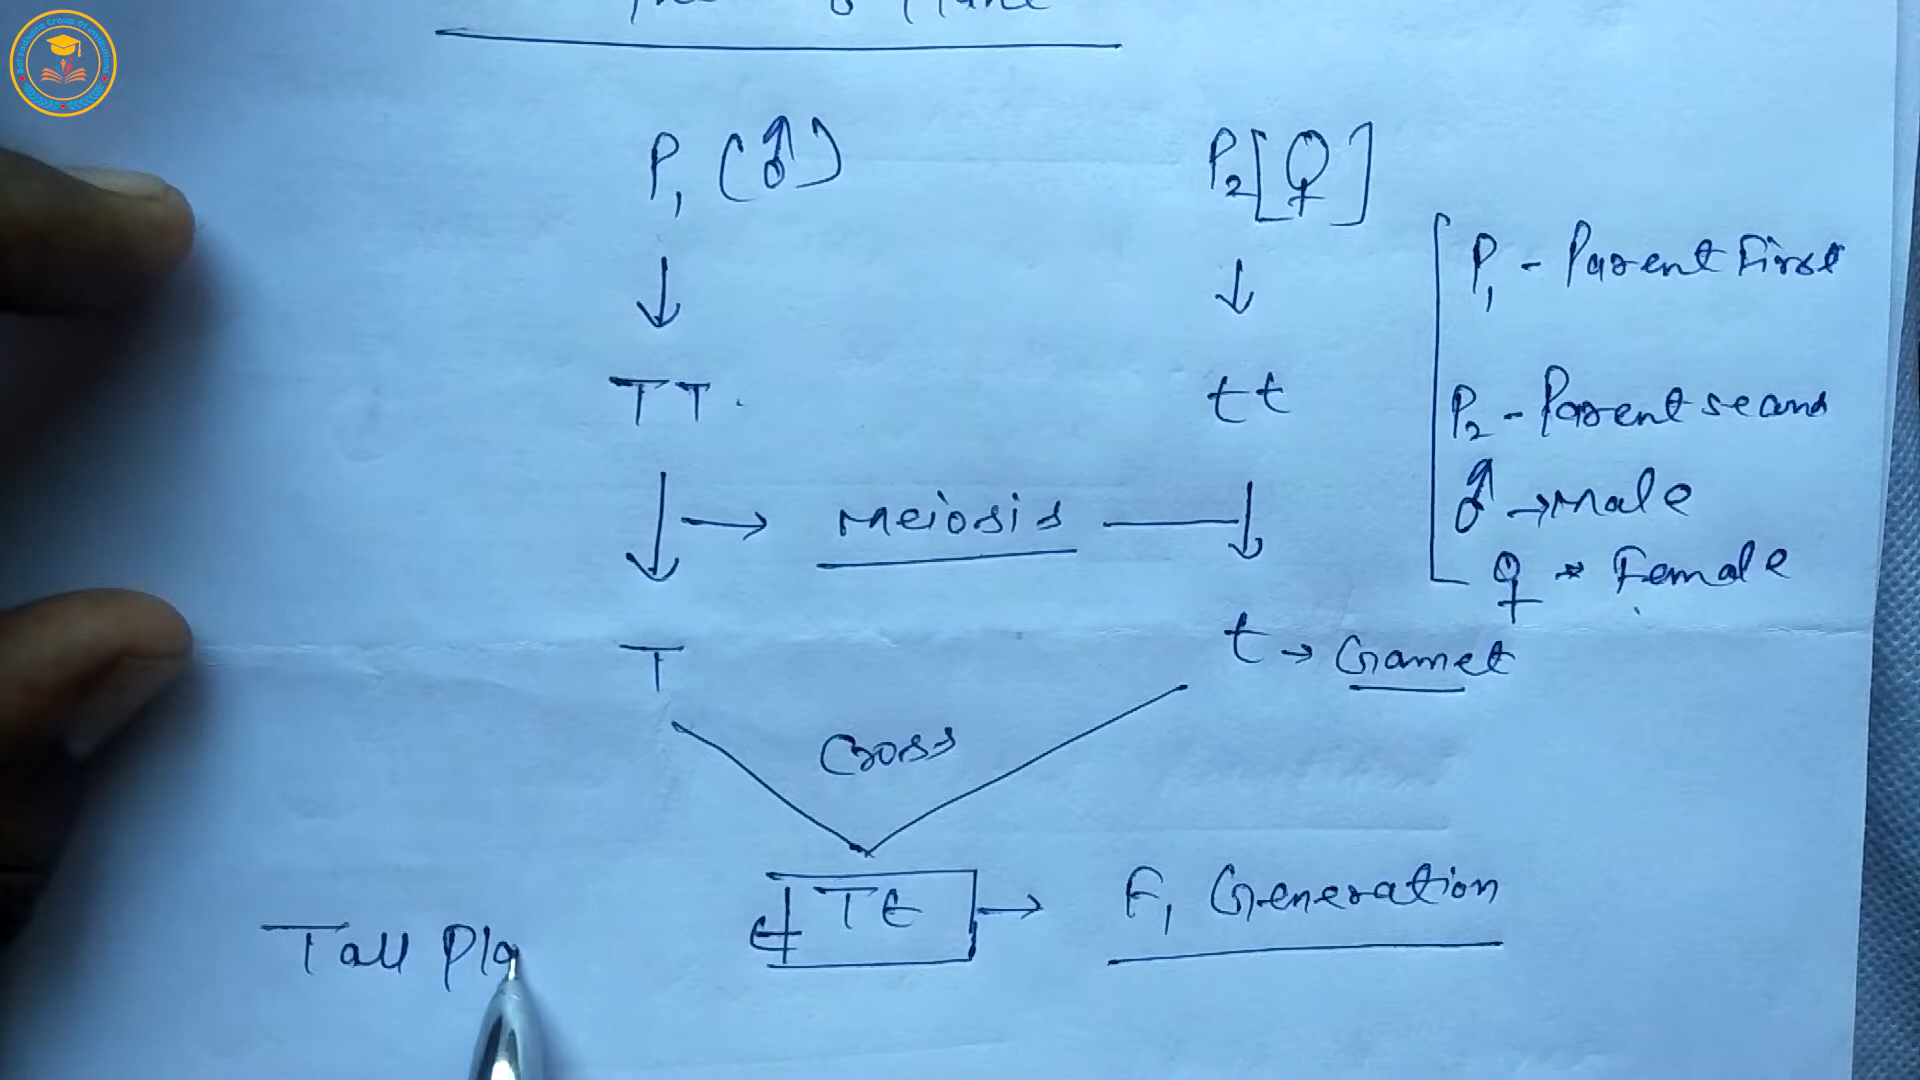 P1 (♂) P2 [♀]
↓ ↓
TT tt
↓ → Meiosis ↓
T t → Gamet
Cross
Tt → F1 Generation
Tall Pla
P1 - Parent First
P2 - Parent
♂ → Male
♀ Female